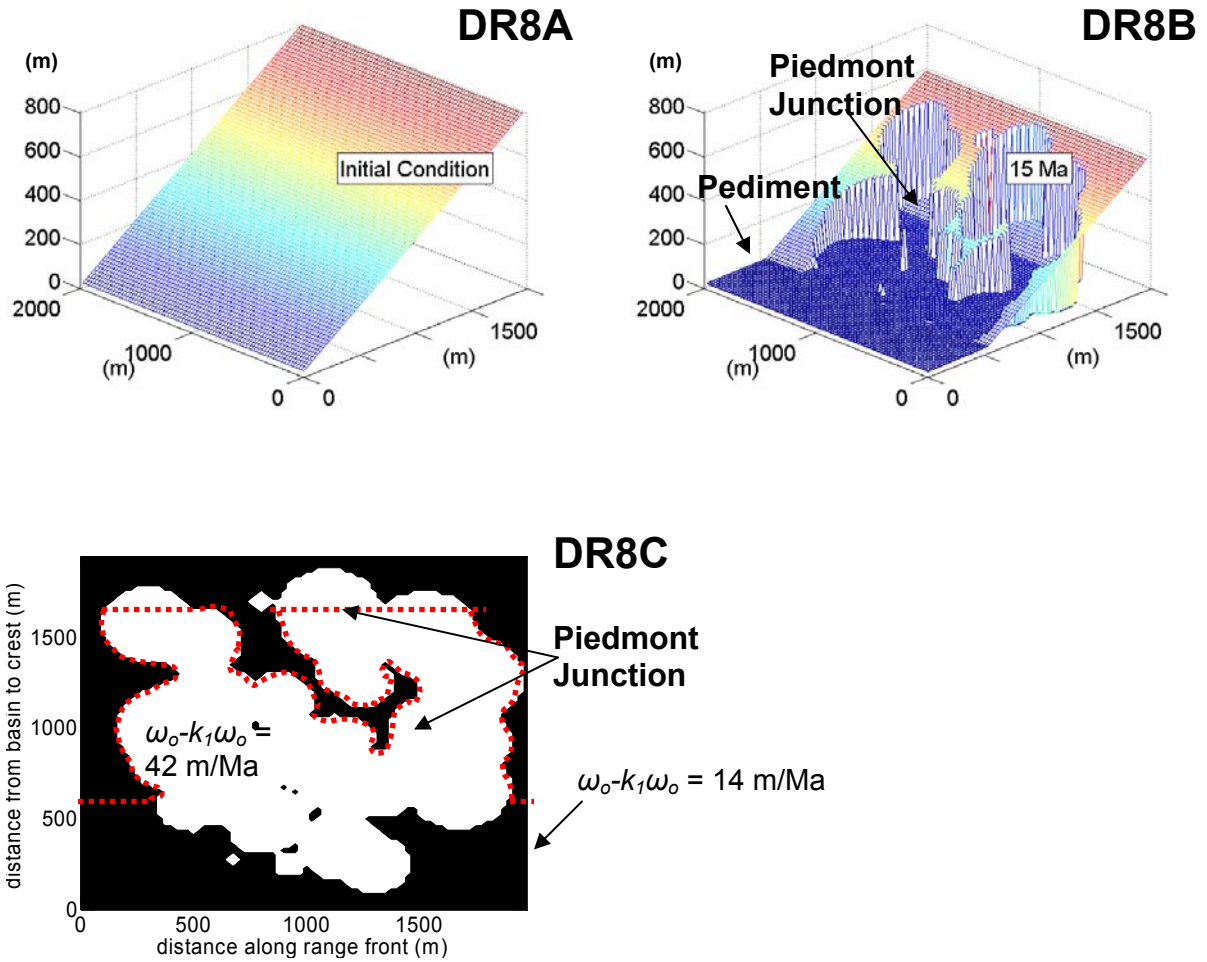 DR8A
(m)
800
600
400
200
0
2000
1000
(m)
0
0
1500
(m)
Initial Condition
DR8B
(m)
800
600
400
200
0
2000
1000
(m)
0
0
1500
(m)
Piedmont
Junction
Pediment
15 Ma
DR8C
distance from basin to crest (m)
1500
1000
500
0
0
500
1000
1500
distance along range front (m)
ωo-k1ωo =
42 m/Ma
Piedmont
Junction
ωo-k1ωo = 14 m/Ma